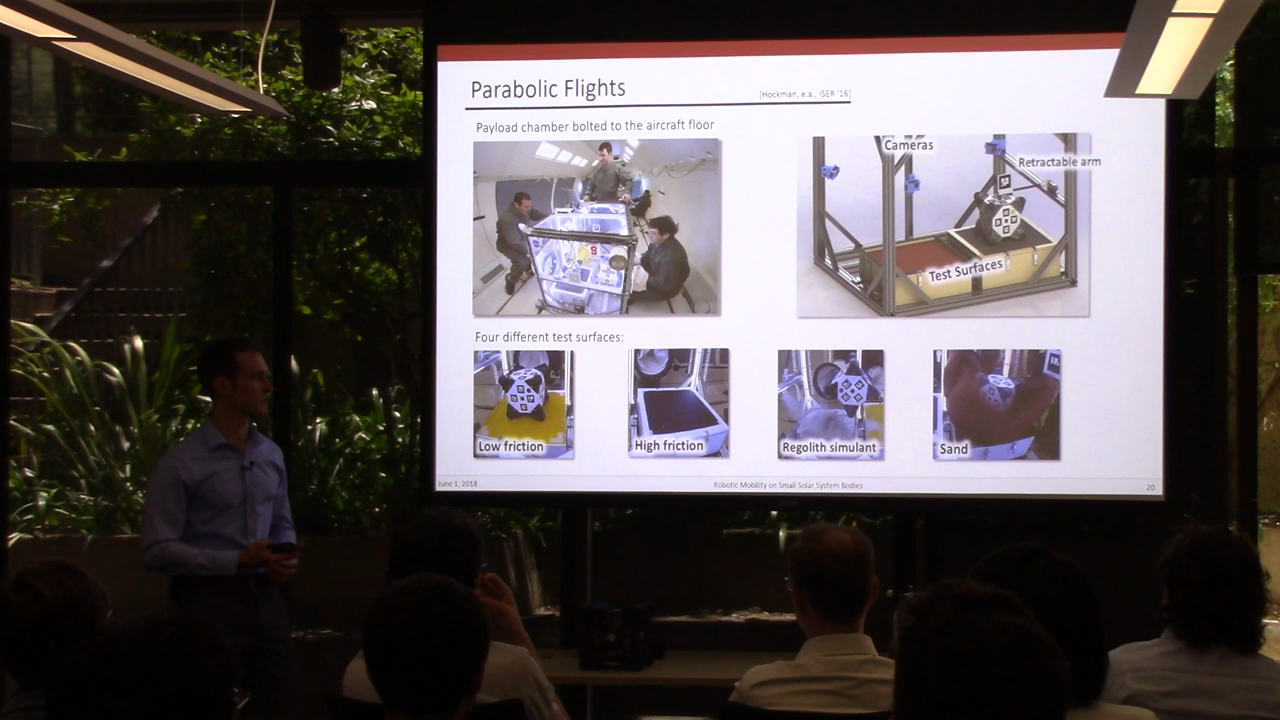 Parabolic Flights
[Hockman, e.a., ISER '16]
Payload chamber bolted to the aircraft floor
Cameras
Retractable arm
Test Surfaces
Four different test surfaces:
Low friction
High friction
Regolith simulant
Sand
June 1, 2018
Robotic Mobility on Small Solar System Bodies
20